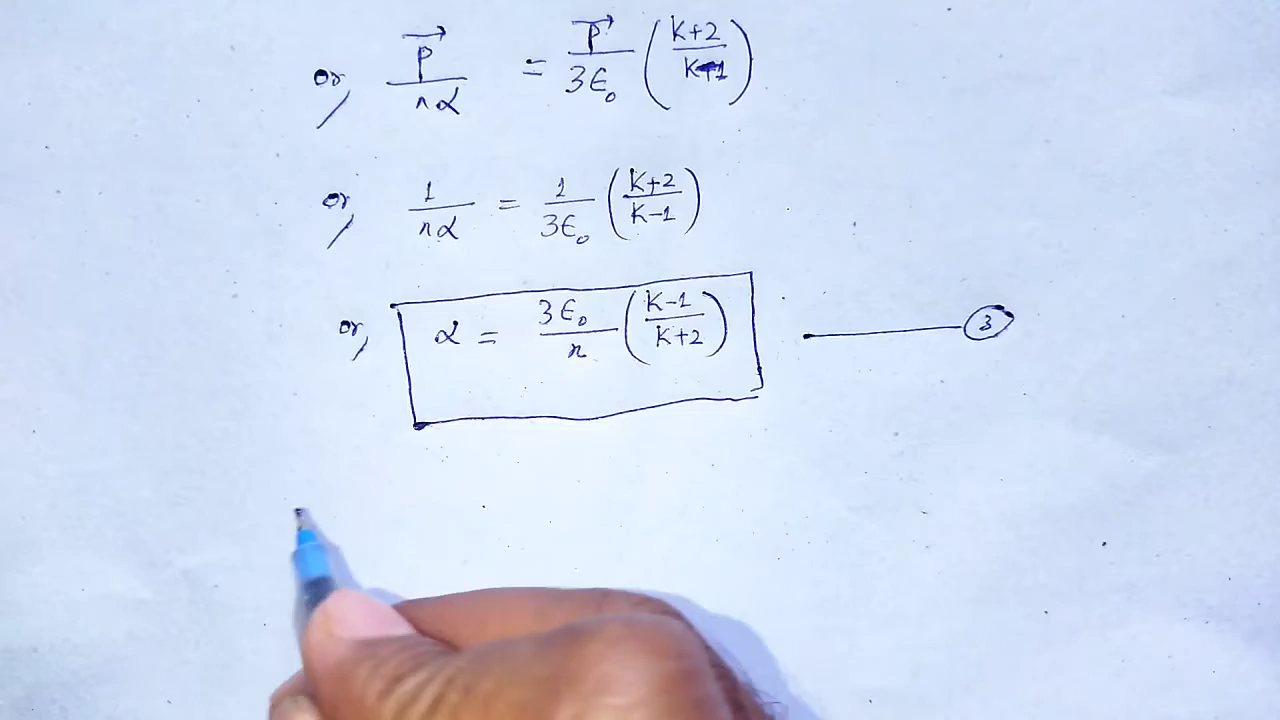 or, P⃗ / nα = P⃗ / 3ϵ₀ (K+2 / K-1)
or, 1 / nα = 1 / 3ϵ₀ (K+2 / K-1)
or, α = 3ϵ₀ / n (K-1 / K+2) — 3